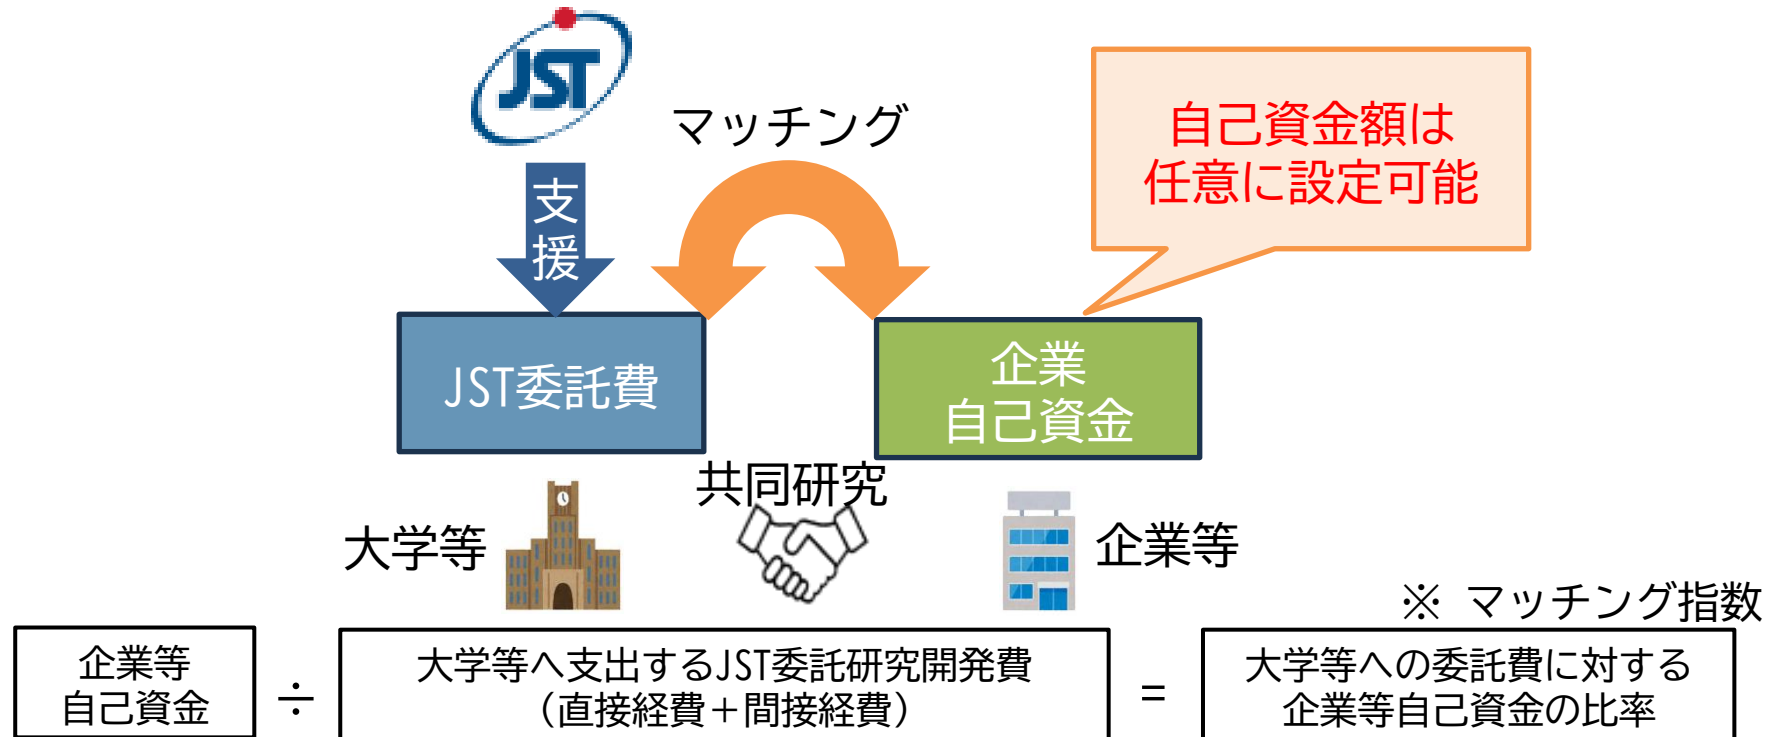 JST
マッチング
自己資金額は
任意に設定可能
支
援
JST委託費
企業
自己資金
共同研究
大学等
企業等
※ マッチング指数
企業等
自己資金
÷
大学等へ支出するJST委託研究開発費
（直接経費＋間接経費）
=
大学等への委託費に対する
企業等自己資金の比率